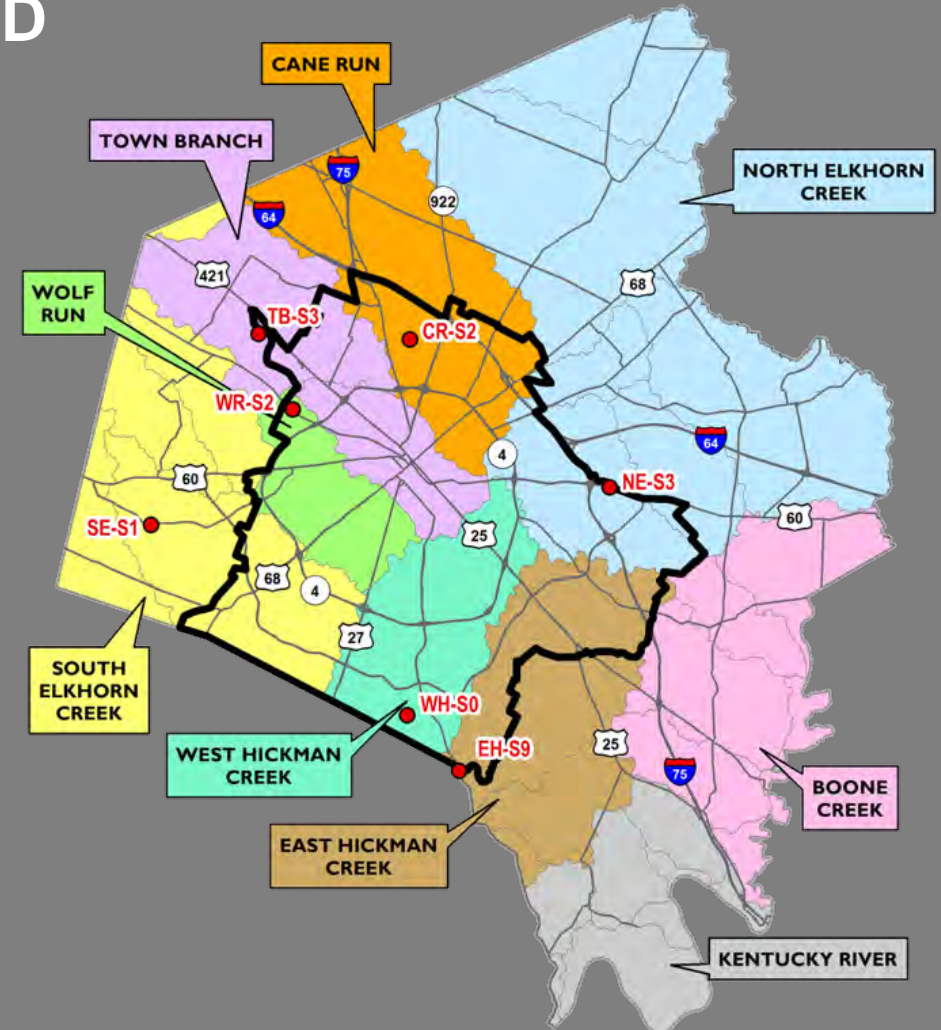 D
CANE RUN
TOWN BRANCH
75
NORTH ELKHORN
CREEK
922
64
421
68
WOLF
RUN
TB-S3
CR-S2
WR-S2
64
4
60
NE-S3
60
SE-S1
25
68
4
27
SOUTH
ELKHORN
CREEK
WH-S0
WEST HICKMAN
CREEK
EH-S9
25
75
BOONE
CREEK
EAST HICKMAN
CREEK
KENTUCKY RIVER